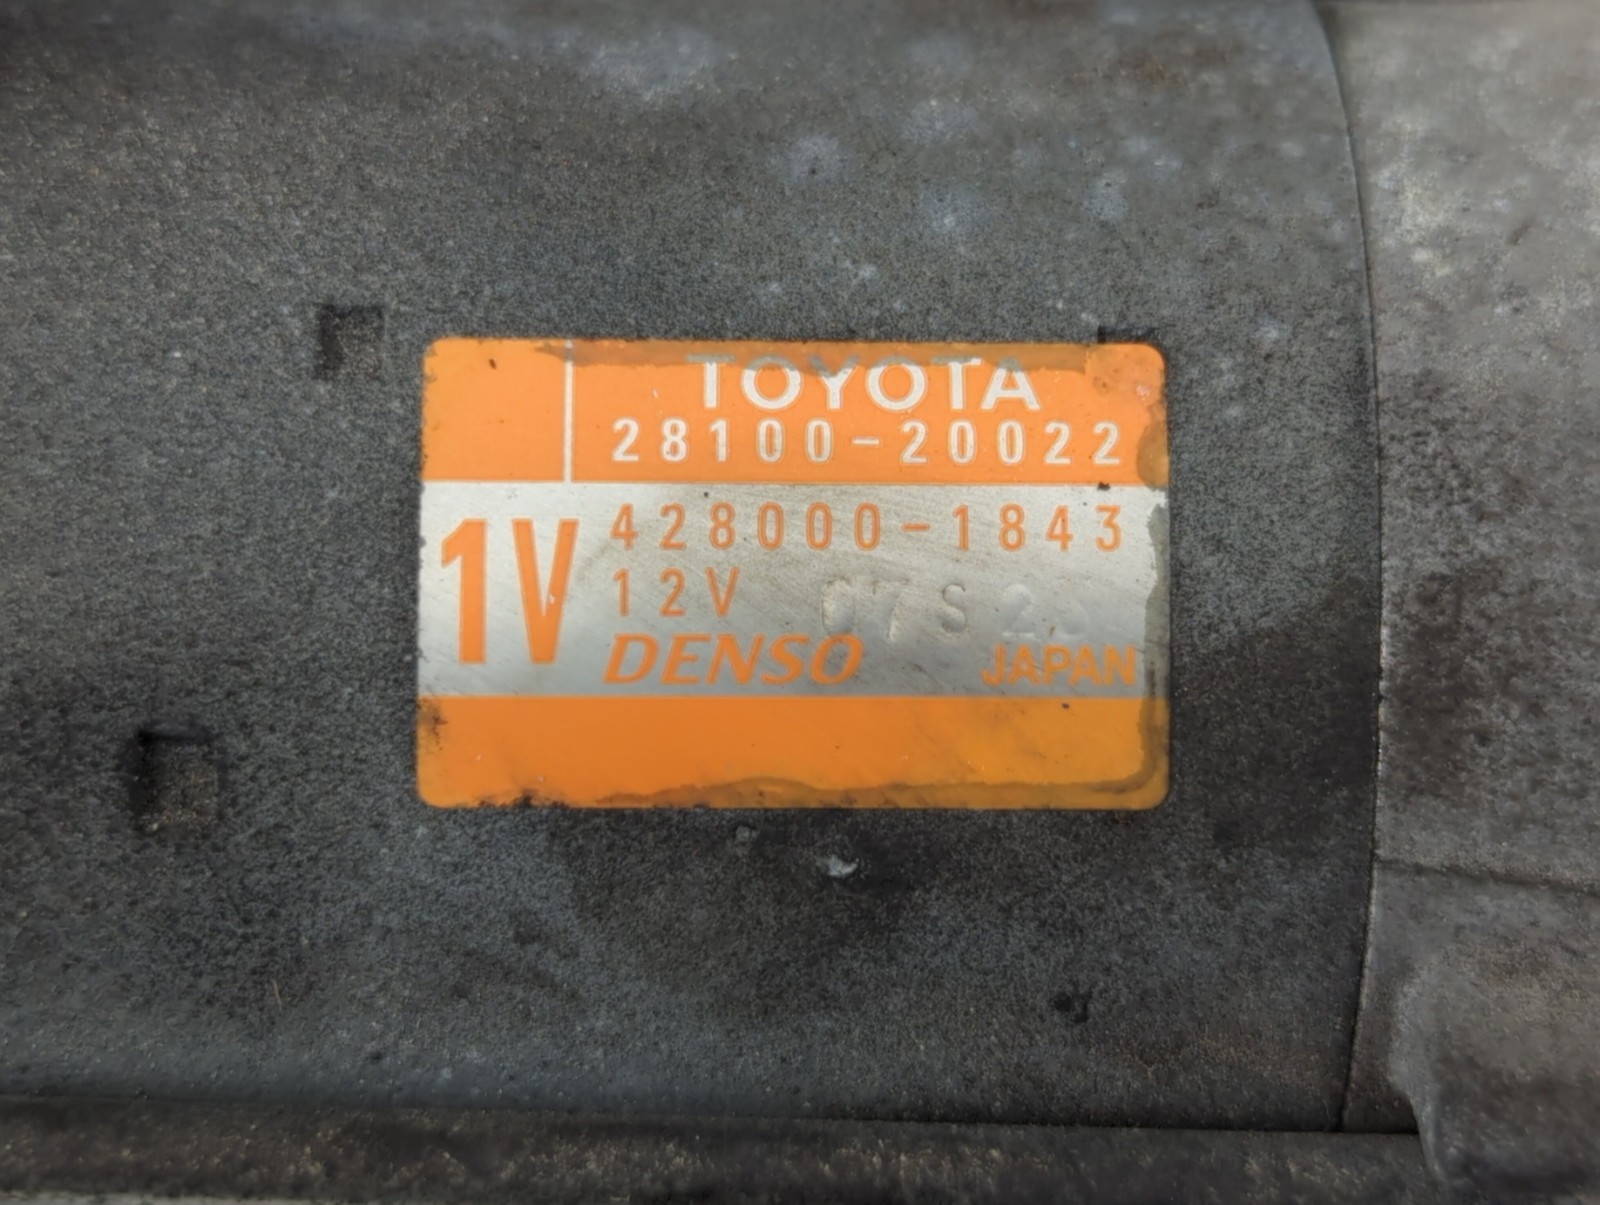 TOYOTA
28100-20022
1V
428000-1843
12V
DENSO JAPAN